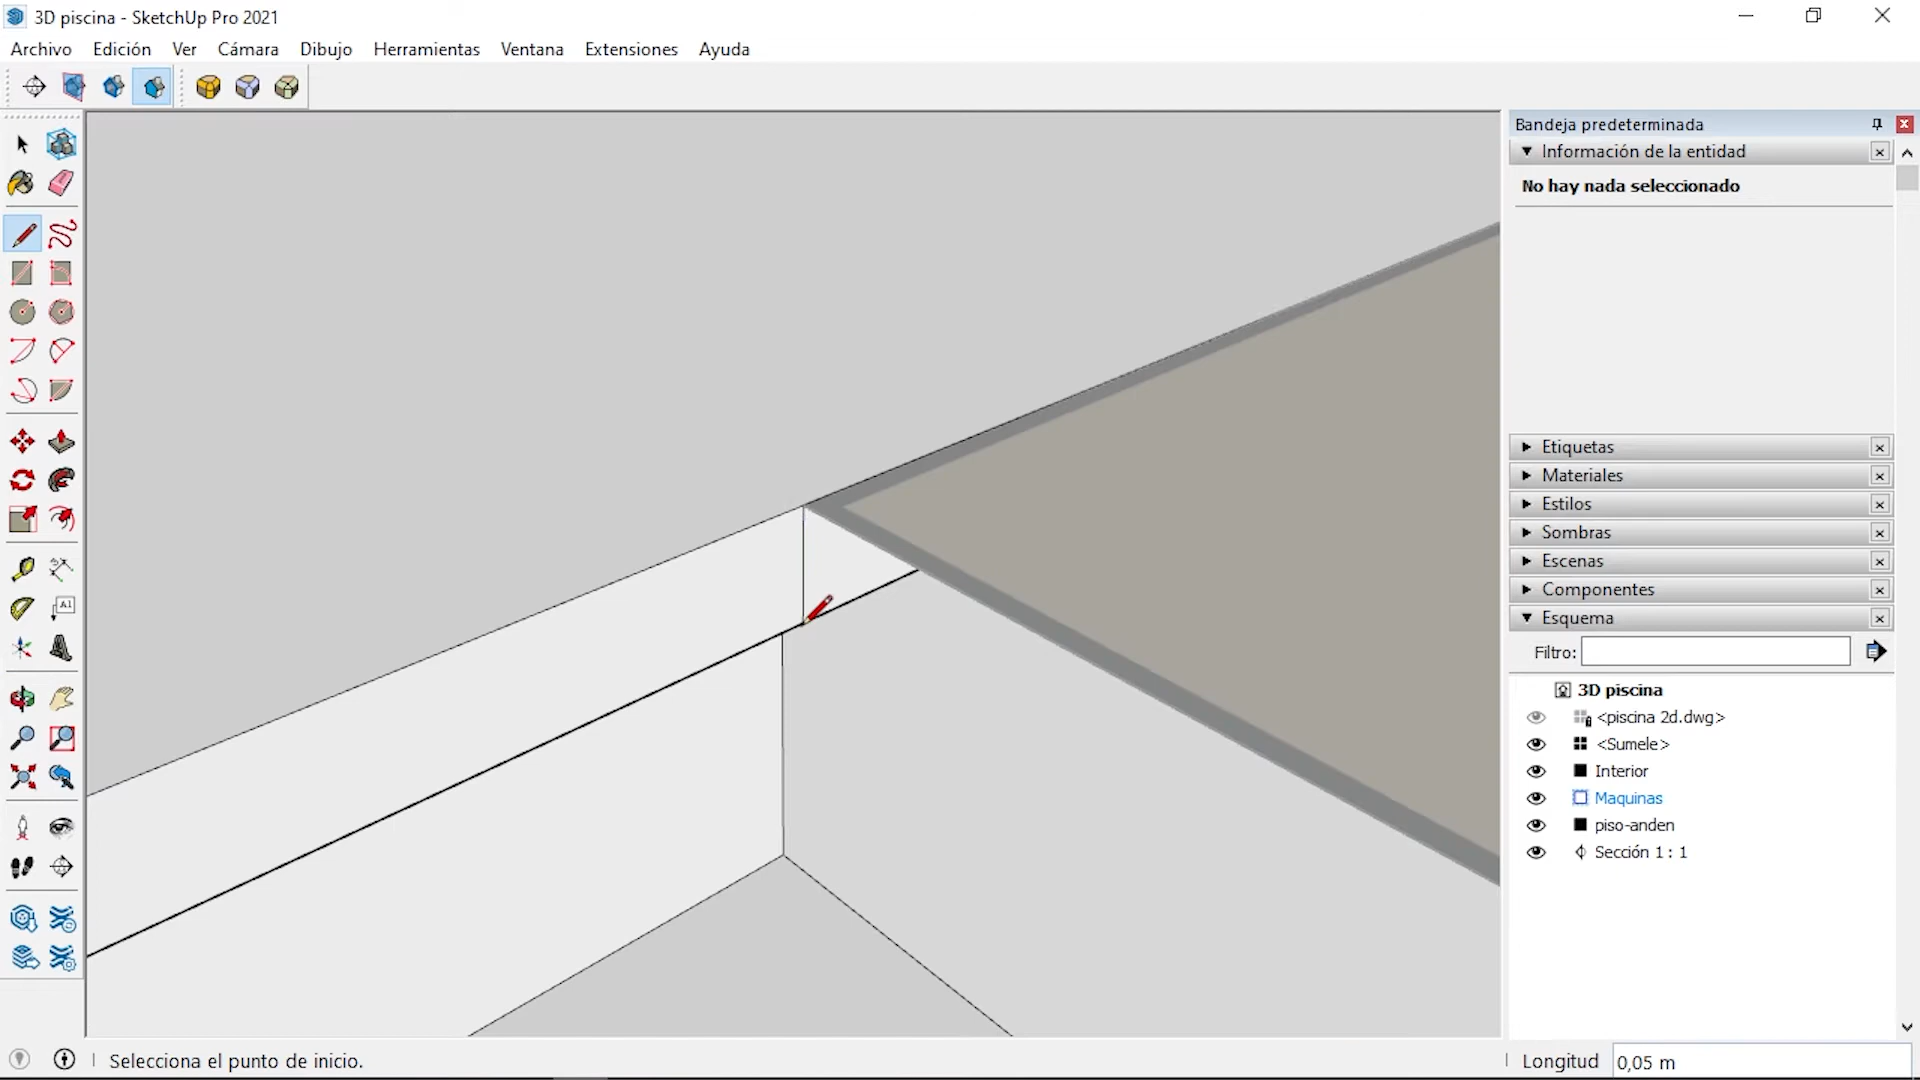 3D piscina - SketchUp Pro 2021
Archivo Edición Ver Cámara Dibujo Herramientas Ventana Extensiones Ayuda
Bandeja predeterminada
Información de la entidad
No hay nada seleccionado
Etiquetas
Materiales
Estilos
Sombras
Escenas
Componentes
Esquema
Filtro:
3D piscina
<piscina 2d.dwg>
<Sumele>
Interior
Maquinas
piso-anden
Sección 1 : 1
A1
Selecciona el punto de inicio.
Longitud 0,05 m